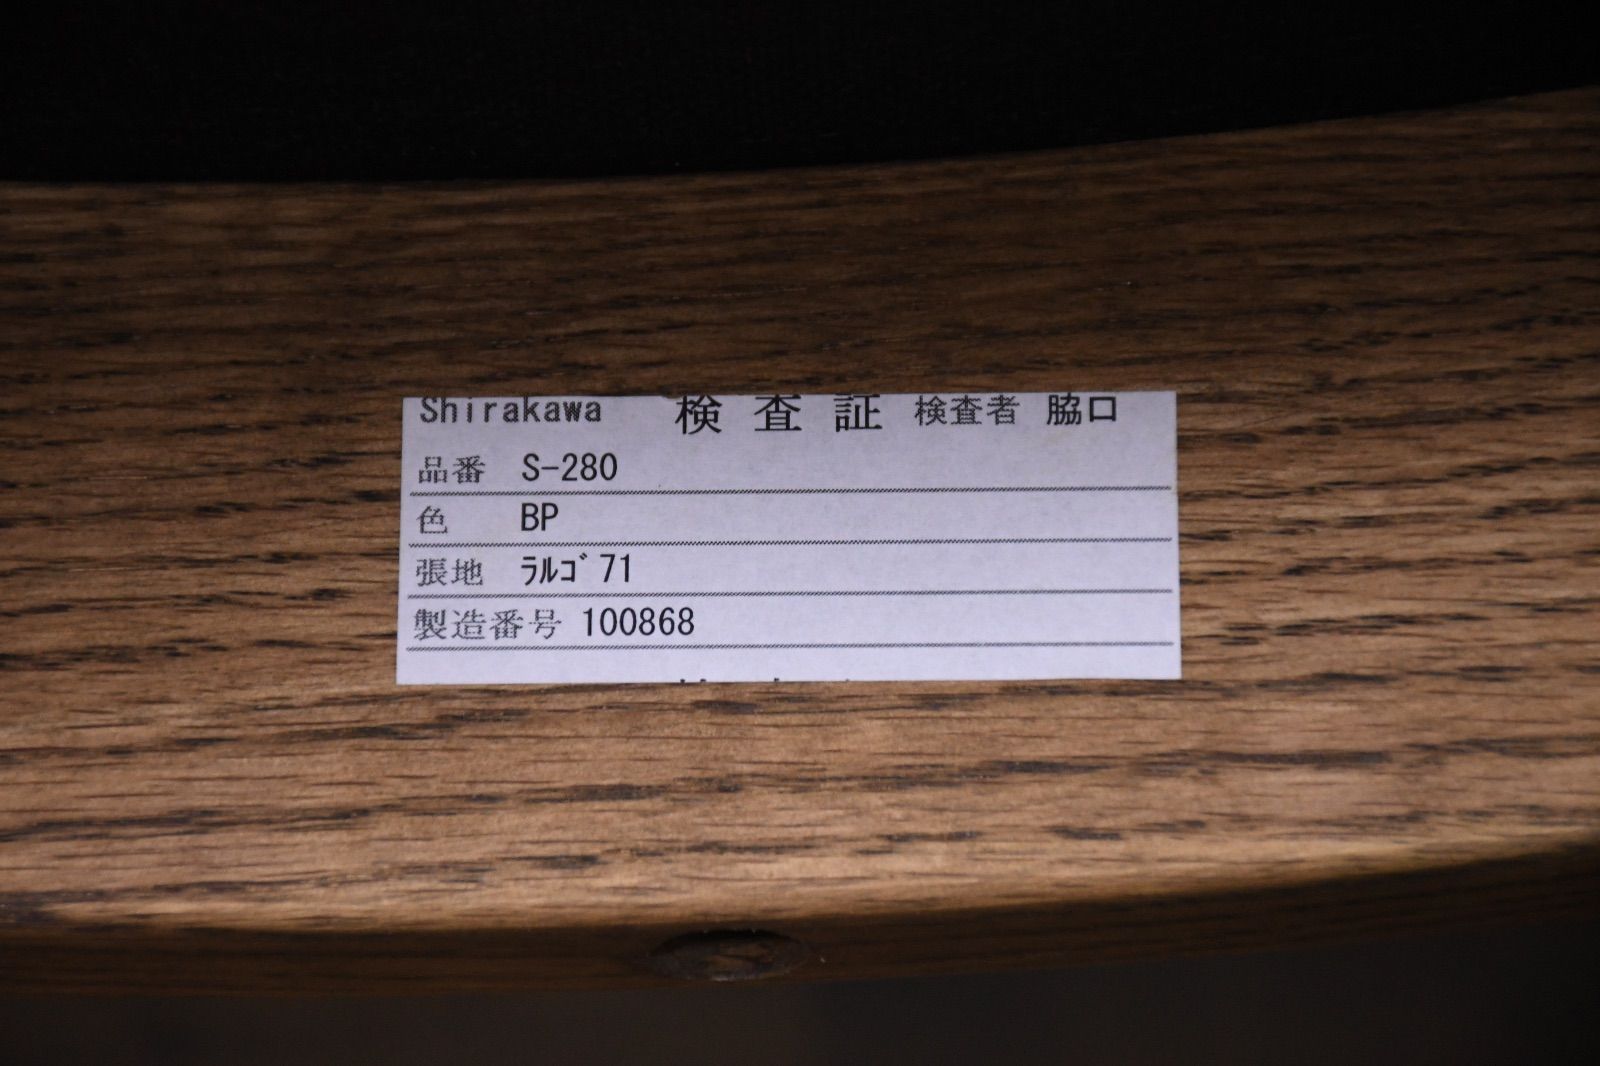 Shirakawa 検査証 検査者 脇口
品番 S-280
色 BP
張地 ﾗﾙｺﾞ71
製造番号 100868